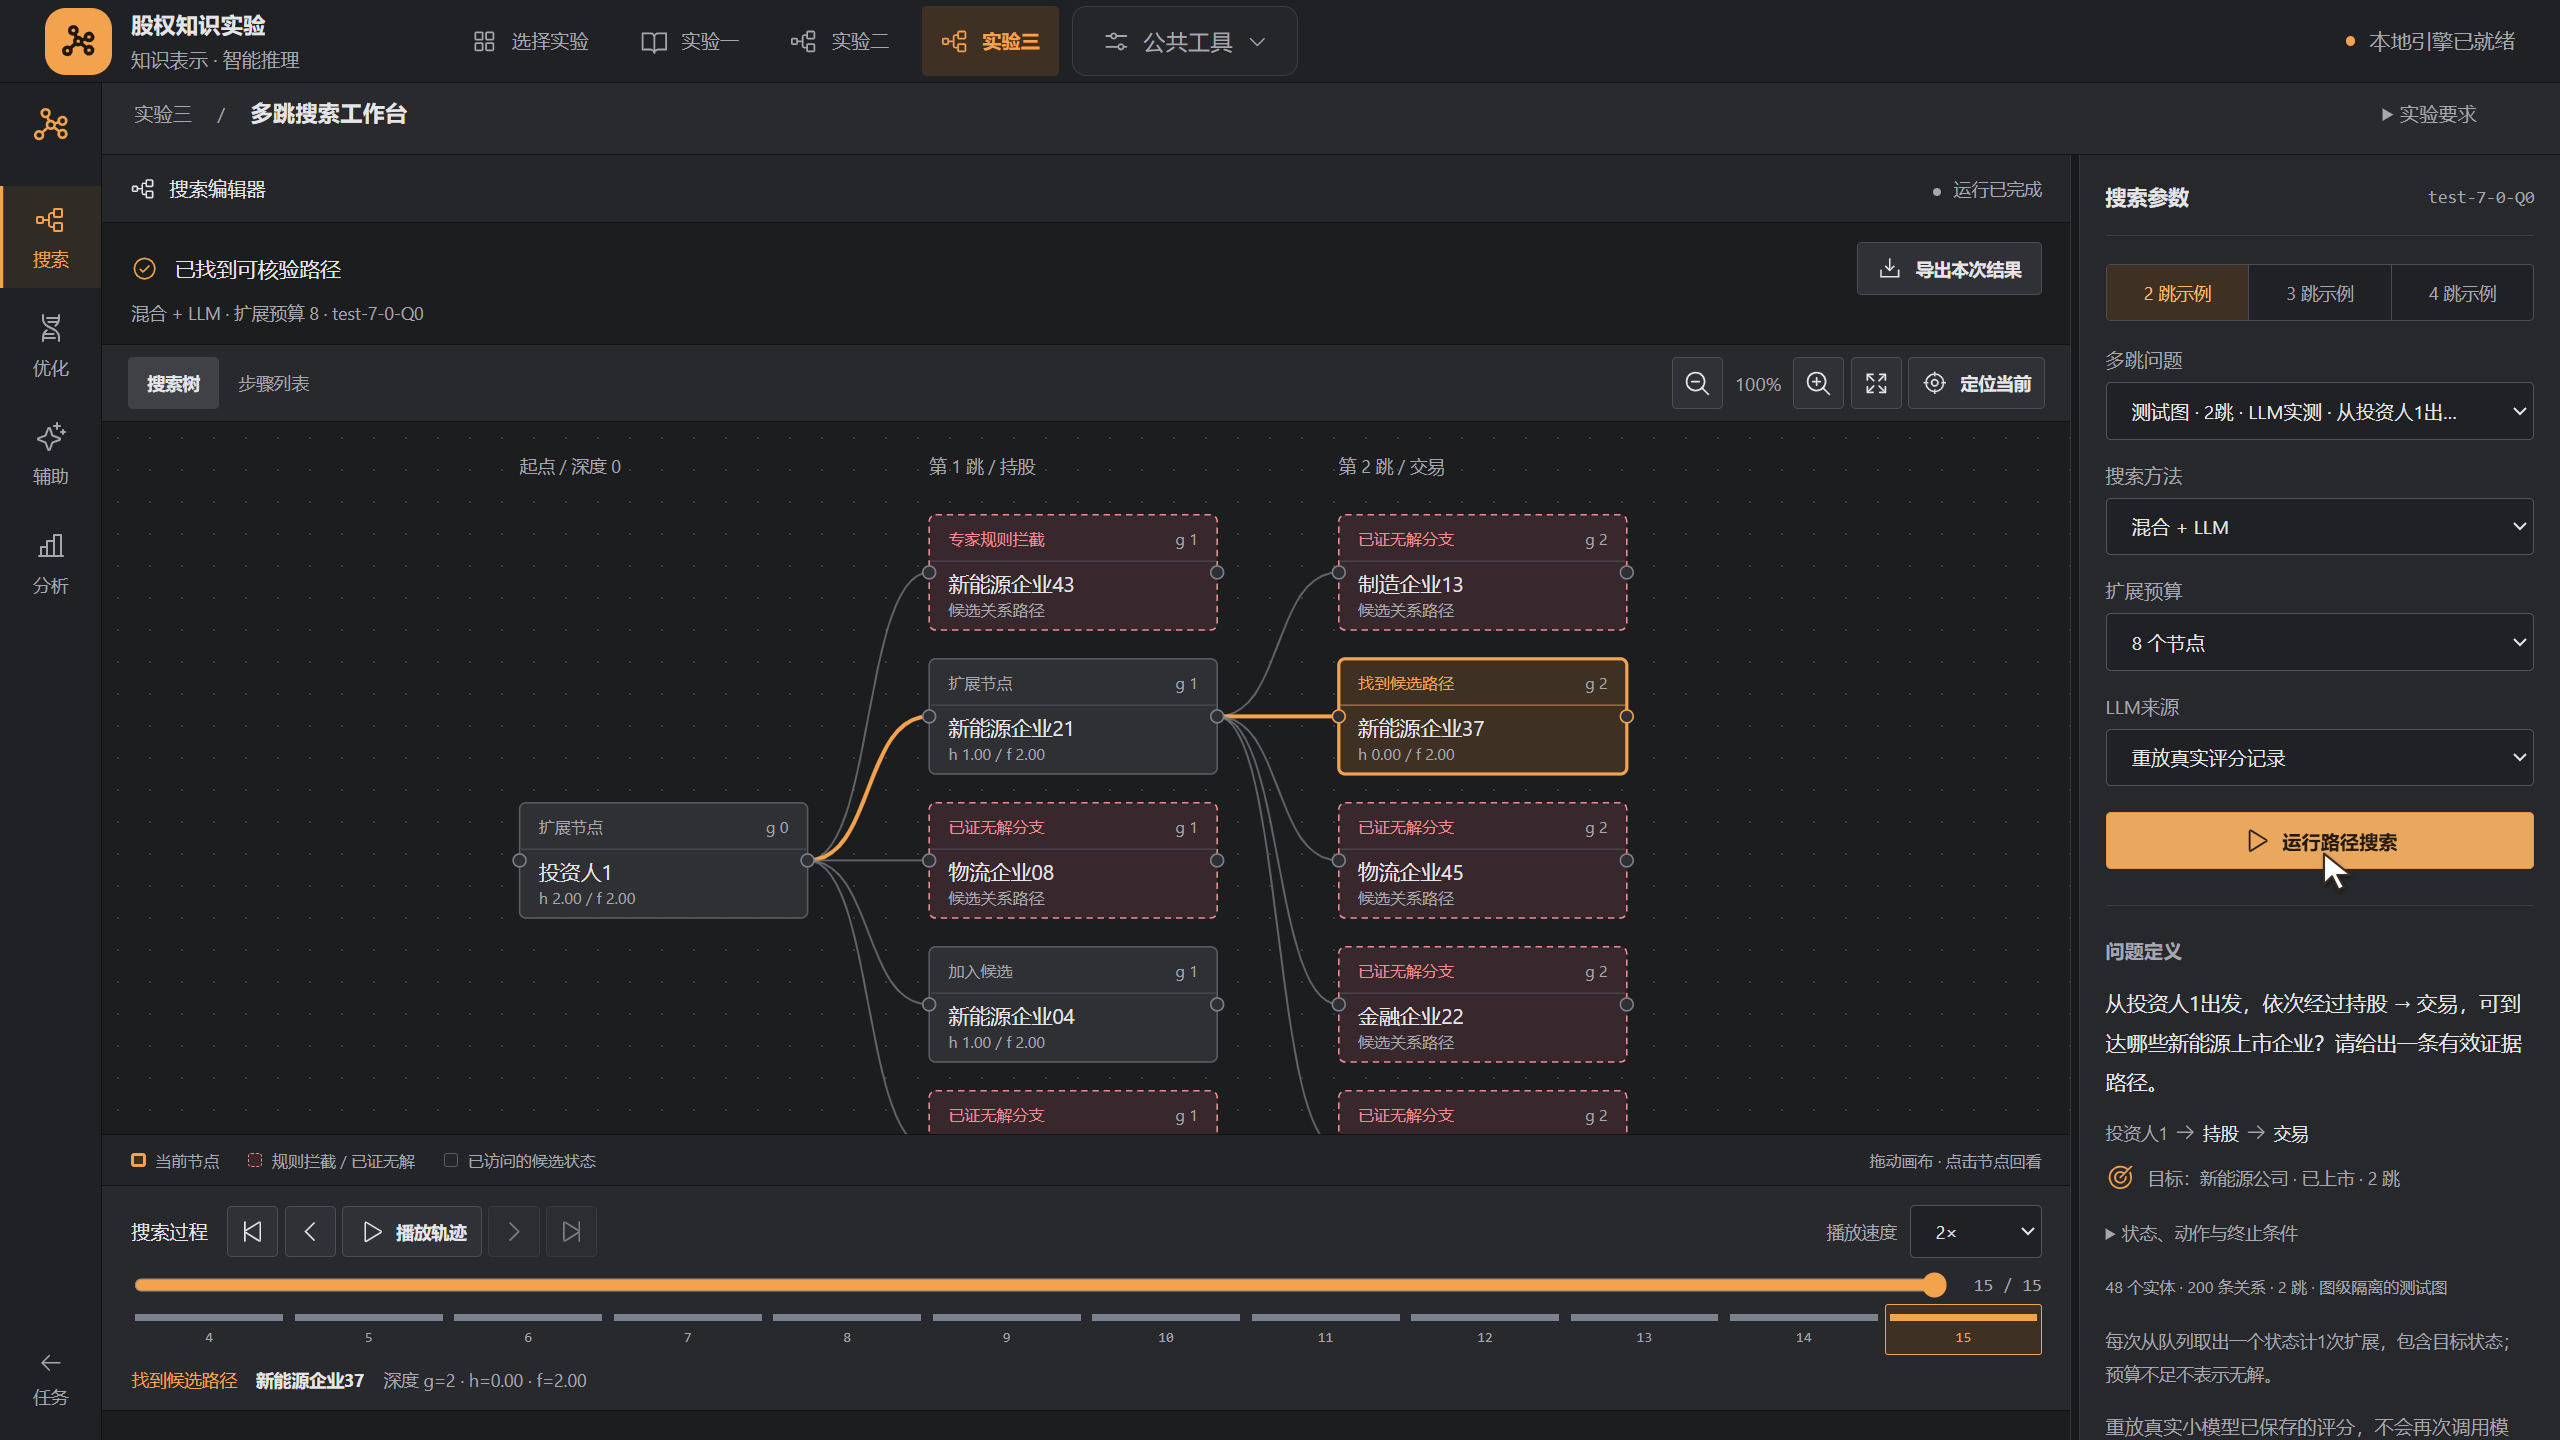 股权知识实验
知识表示 · 智能推理
选择实验
实验一
实验二
实验三
公共工具
本地引擎已就绪
搜索
优化
辅助
分析
任务
实验三 / 多跳搜索工作台
实验要求
搜索编辑器
运行已完成
已找到可核验路径
混合 + LLM · 扩展预算 8 · test-7-0-Q0
导出本次结果
搜索树
步骤列表
100%
定位当前
起点 / 深度 0
第 1 跳 / 持股
第 2 跳 / 交易
扩展节点 g 0
投资人1
h 2.00 / f 2.00
专家规则拦截 g 1
新能源企业43
候选关系路径
扩展节点 g 1
新能源企业21
h 1.00 / f 2.00
已证无解分支 g 1
物流企业08
候选关系路径
加入候选 g 1
新能源企业04
h 1.00 / f 2.00
已证无解分支 g 1
已证无解分支 g 2
制造企业13
候选关系路径
找到候选路径 g 2
新能源企业37
h 0.00 / f 2.00
已证无解分支 g 2
物流企业45
候选关系路径
已证无解分支 g 2
金融企业22
候选关系路径
已证无解分支 g 2
当前节点
规则拦截 / 已证无解
已访问的候选状态
拖动画布 · 点击节点回看
搜索过程
播放轨迹
播放速度
2×
15 / 15
4 5 6 7 8 9 10 11 12 13 14 15
找到候选路径 新能源企业37 深度 g=2 · h=0.00 · f=2.00
搜索参数
test-7-0-Q0
2 跳示例
3 跳示例
4 跳示例
多跳问题
测试图 · 2跳 · LLM实测 · 从投资人1出...
搜索方法
混合 + LLM
扩展预算
8 个节点
LLM来源
重放真实评分记录
运行路径搜索
问题定义
从投资人1出发，依次经过持股 → 交易，可到
达哪些新能源上市企业？请给出一条有效证据
路径。
投资人1 → 持股 → 交易
目标：新能源公司 · 已上市 · 2 跳
状态、动作与终止条件
48 个实体 · 200 条关系 · 2 跳 · 图级隔离的测试图
每次从队列取出一个状态计1次扩展，包含目标状态；
预算不足不表示无解。
重放真实小模型已保存的评分，不会再次调用模